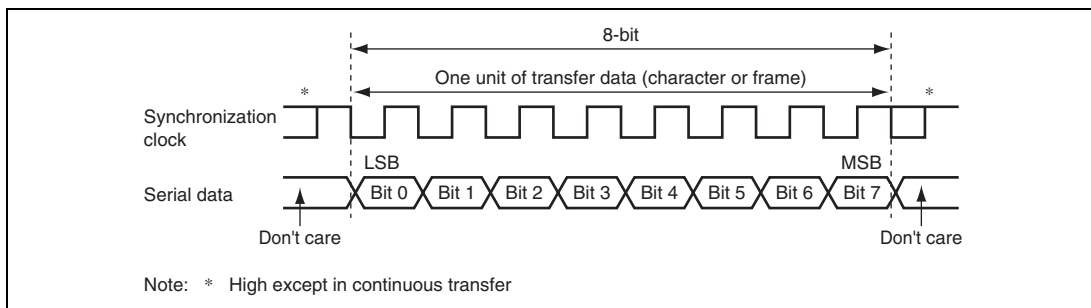 8-bit
One unit of transfer data (character or frame)
*
*
Synchronization
clock
LSB
MSB
Serial data
Bit 0
Bit 1
Bit 2
Bit 3
Bit 4
Bit 5
Bit 6
Bit 7
Don't care
Don't care
Note: * High except in continuous transfer